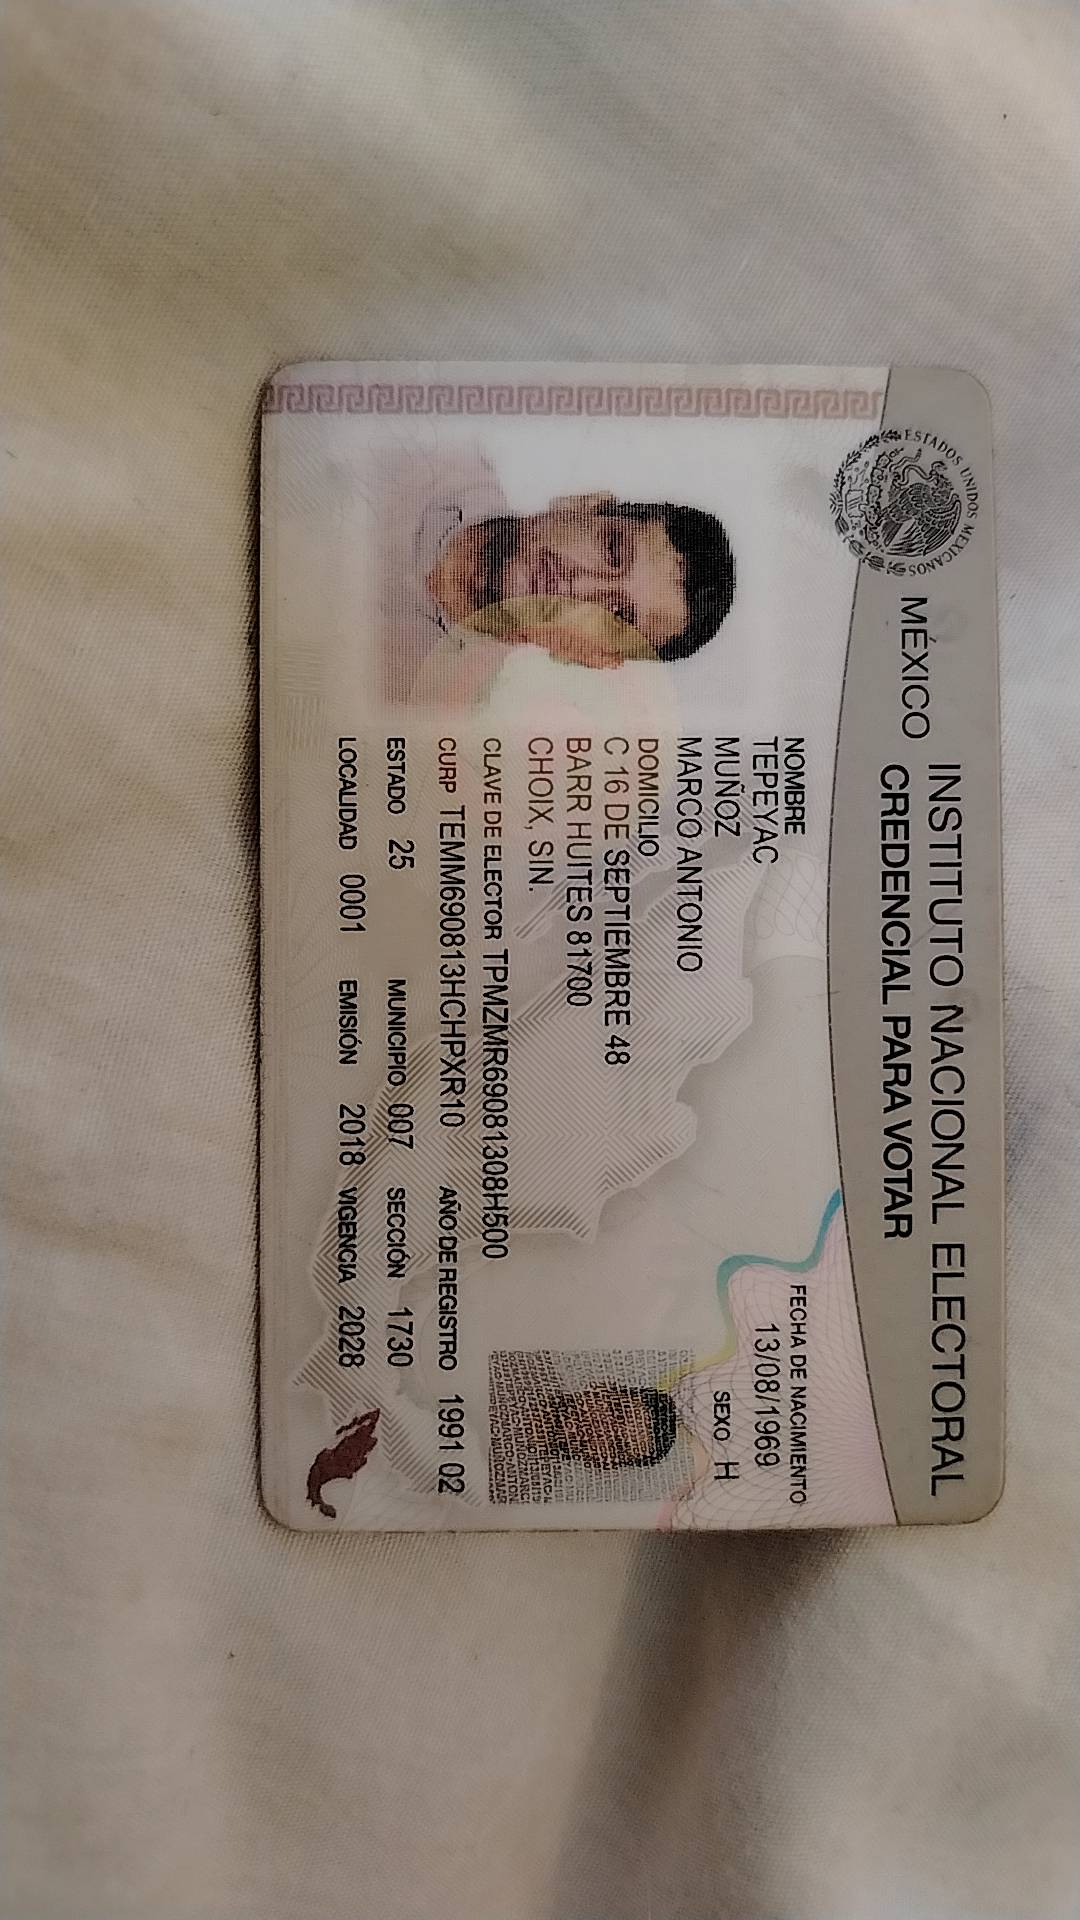 ESTADOS UNIDOS MEXICANOS
MÉXICO INSTITUTO NACIONAL ELECTORAL
CREDENCIAL PARA VOTAR
NOMBRE
TEPEYAC
MUÑOZ
MARCO ANTONIO
FECHA DE NACIMIENTO
13/08/1969
SEXO H
DOMICILIO
C 16 DE SEPTIEMBRE 48
BARR HUITES 81700
CHOIX, SIN.
CLAVE DE ELECTOR TPMZMR69081308H500
CURP TEMM690813HCHPXR10 AÑO DE REGISTRO 1991 02
ESTADO 25 MUNICIPIO 007 SECCIÓN 1730
LOCALIDAD 0001 EMISIÓN 2018 VIGENCIA 2028